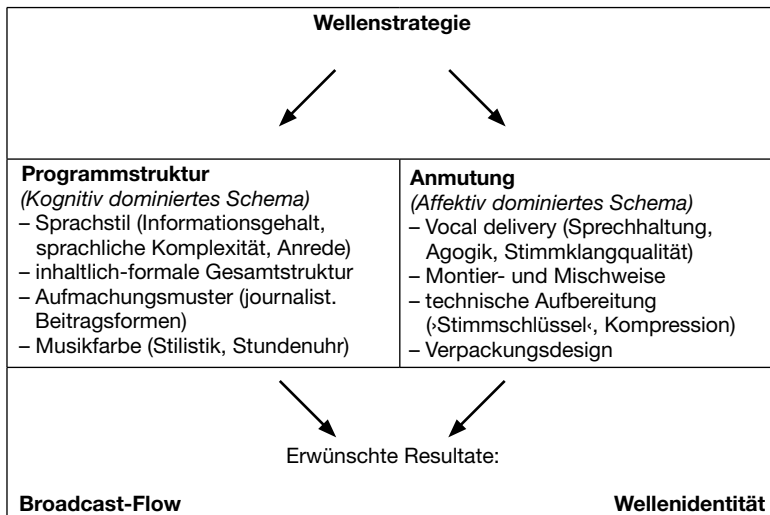 Wellenstrategie
Programmstruktur
(Kognitiv dominiertes Schema)
– Sprachstil (Informationsgehalt,
sprachliche Komplexität, Anrede)
– inhaltlich-formale Gesamtstruktur
– Aufmachungsmuster (journalist.
Beitragsformen)
– Musikfarbe (Stilistik, Stundenuhr)
Anmutung
(Affektiv dominiertes Schema)
– Vocal delivery (Sprechhaltung,
Agogik, Stimmklangqualität)
– Montier- und Mischweise
– technische Aufbereitung
(›Stimmschlüssel‹, Kompression)
– Verpackungsdesign
Erwünschte Resultate:
Broadcast-Flow
Wellenidentität